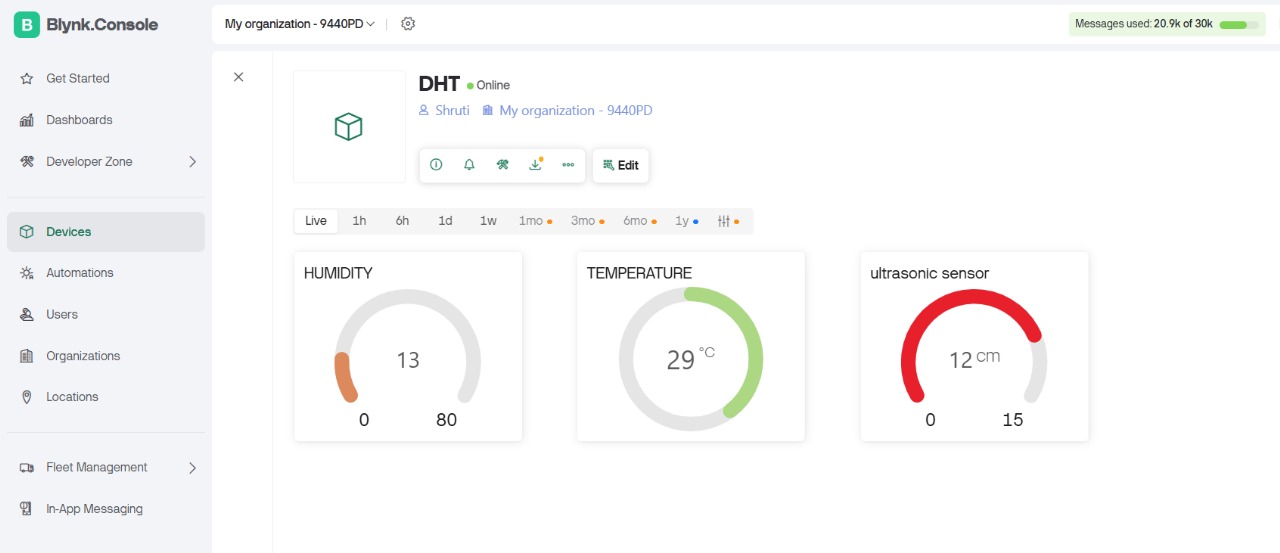 B Blynk.Console
My organization - 9440PD
Messages used: 20.9k of 30k
Get Started
Dashboards
Developer Zone
Devices
Automations
Users
Organizations
Locations
Fleet Management
In-App Messaging
DHT Online
Shruti My organization - 9440PD
Edit
Live 1h 6h 1d 1w 1mo 3mo 6mo 1y
HUMIDITY
13
0 80
TEMPERATURE
29 °C
ultrasonic sensor
12 cm
0 15